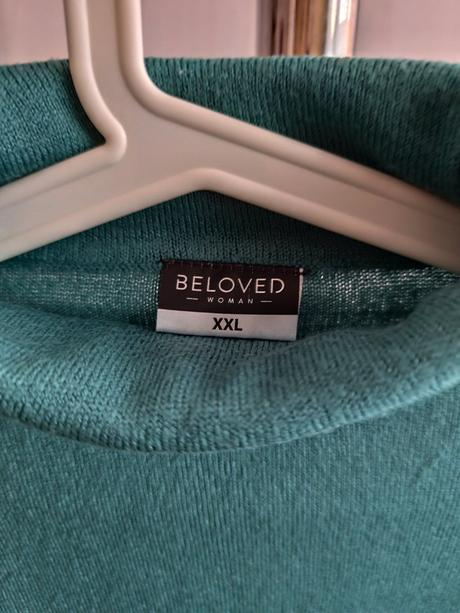 BELOVED
— WOMAN —
XXL